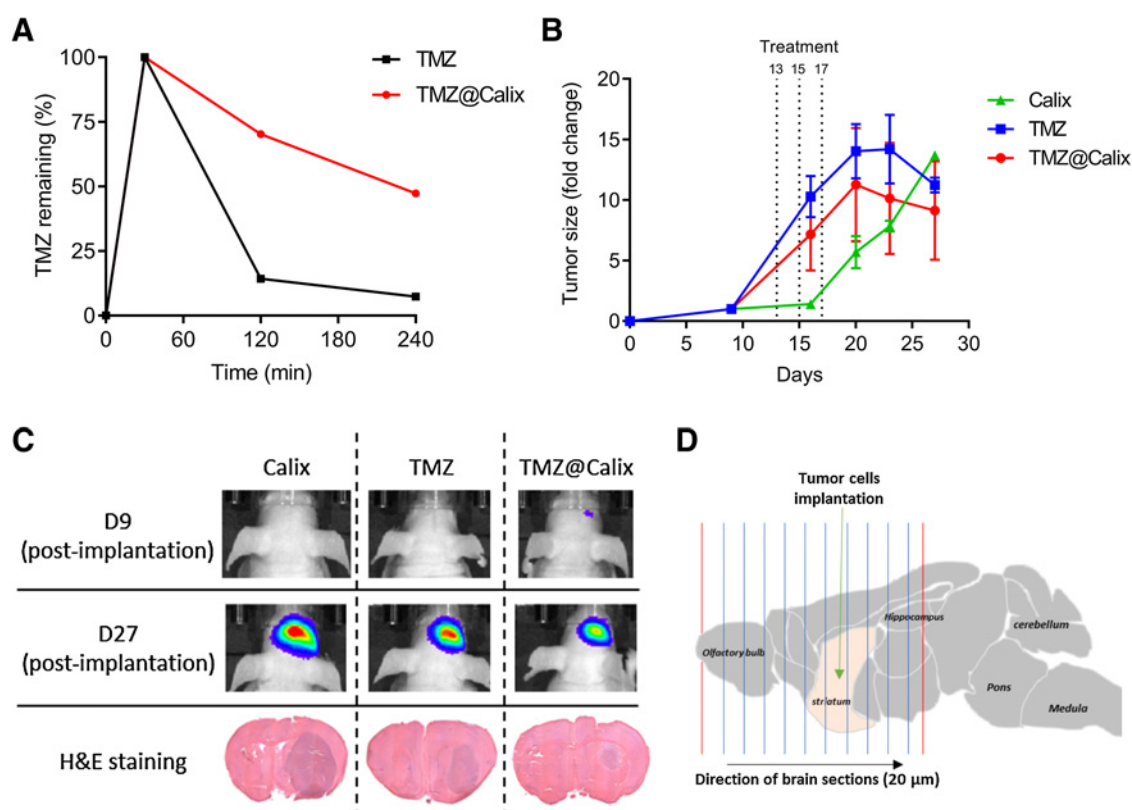 A
TMZ remaining (%)
100
75
50
25
0
0 60 120 180 240
Time (min)
TMZ
TMZ@Calix
B
Treatment
13 15 17
Tumor size (fold change)
20
15
10
5
0
0 5 10 15 20 25 30
Days
Calix
TMZ
TMZ@Calix
C
Calix TMZ TMZ@Calix
D9
(post-implantation)
D27
(post-implantation)
H&E staining
D
Tumor cells
implantation
Olfactory bulb
striatum
Hippocampus
cerebellum
Pons
Medula
Direction of brain sections (20 µm)